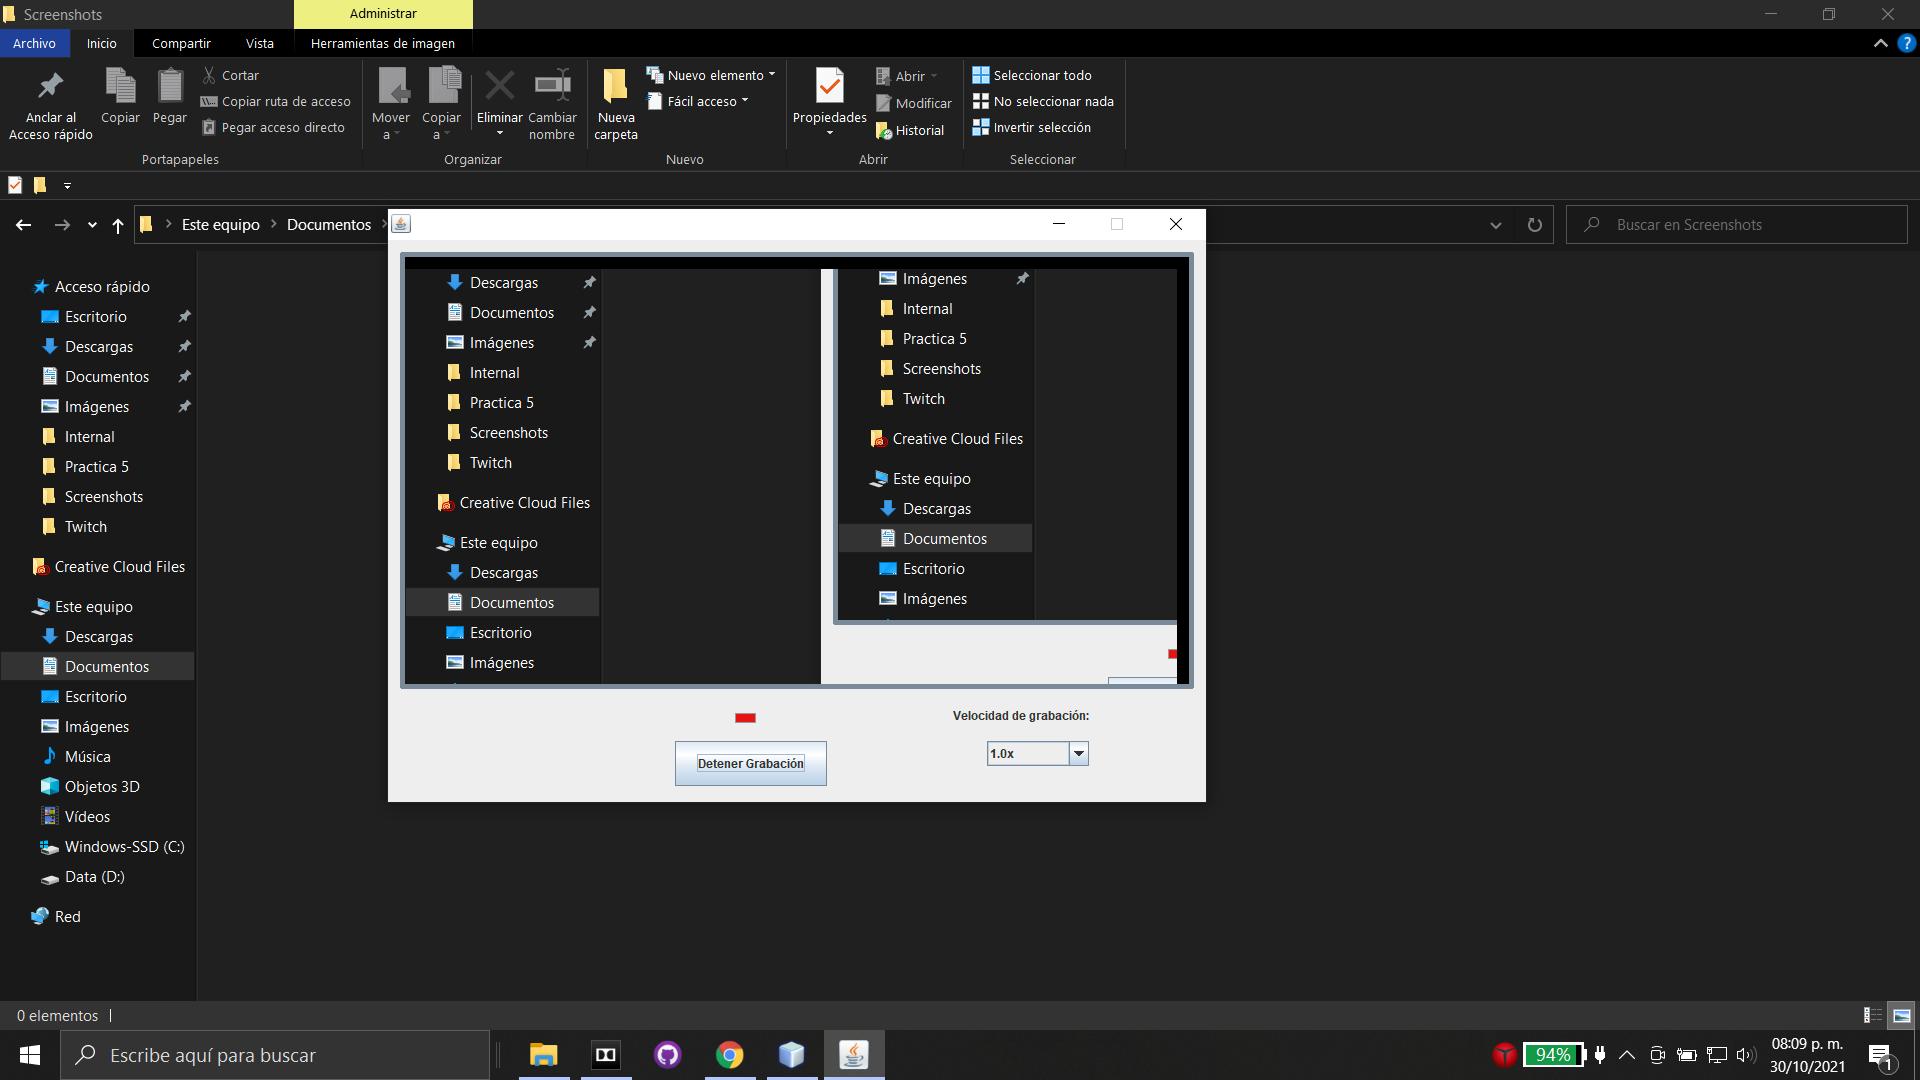 Screenshots
Administrar
Archivo
Inicio
Compartir
Vista
Herramientas de imagen
Anclar al
Acceso rápido
Copiar
Pegar
Cortar
Copiar ruta de acceso
Pegar acceso directo
Portapapeles
Mover
a
Copiar
a
Eliminar
Cambiar
nombre
Organizar
Nueva
carpeta
Nuevo elemento
Fácil acceso
Nuevo
Propiedades
Abrir
Modificar
Historial
Abrir
Seleccionar todo
No seleccionar nada
Invertir selección
Seleccionar
Este equipo
Documentos
Buscar en Screenshots
Acceso rápido
Escritorio
Descargas
Documentos
Imágenes
Internal
Practica 5
Screenshots
Twitch
Creative Cloud Files
Este equipo
Descargas
Documentos
Escritorio
Imágenes
Música
Objetos 3D
Vídeos
Windows-SSD (C:)
Data (D:)
Red
Descargas
Documentos
Imágenes
Internal
Practica 5
Screenshots
Twitch
Creative Cloud Files
Este equipo
Descargas
Documentos
Escritorio
Imágenes
Imágenes
Internal
Practica 5
Screenshots
Twitch
Creative Cloud Files
Este equipo
Descargas
Documentos
Escritorio
Imágenes
Velocidad de grabación:
1.0x
Detener Grabación
0 elementos
Escribe aquí para buscar
94%
08:09 p. m.
30/10/2021
1